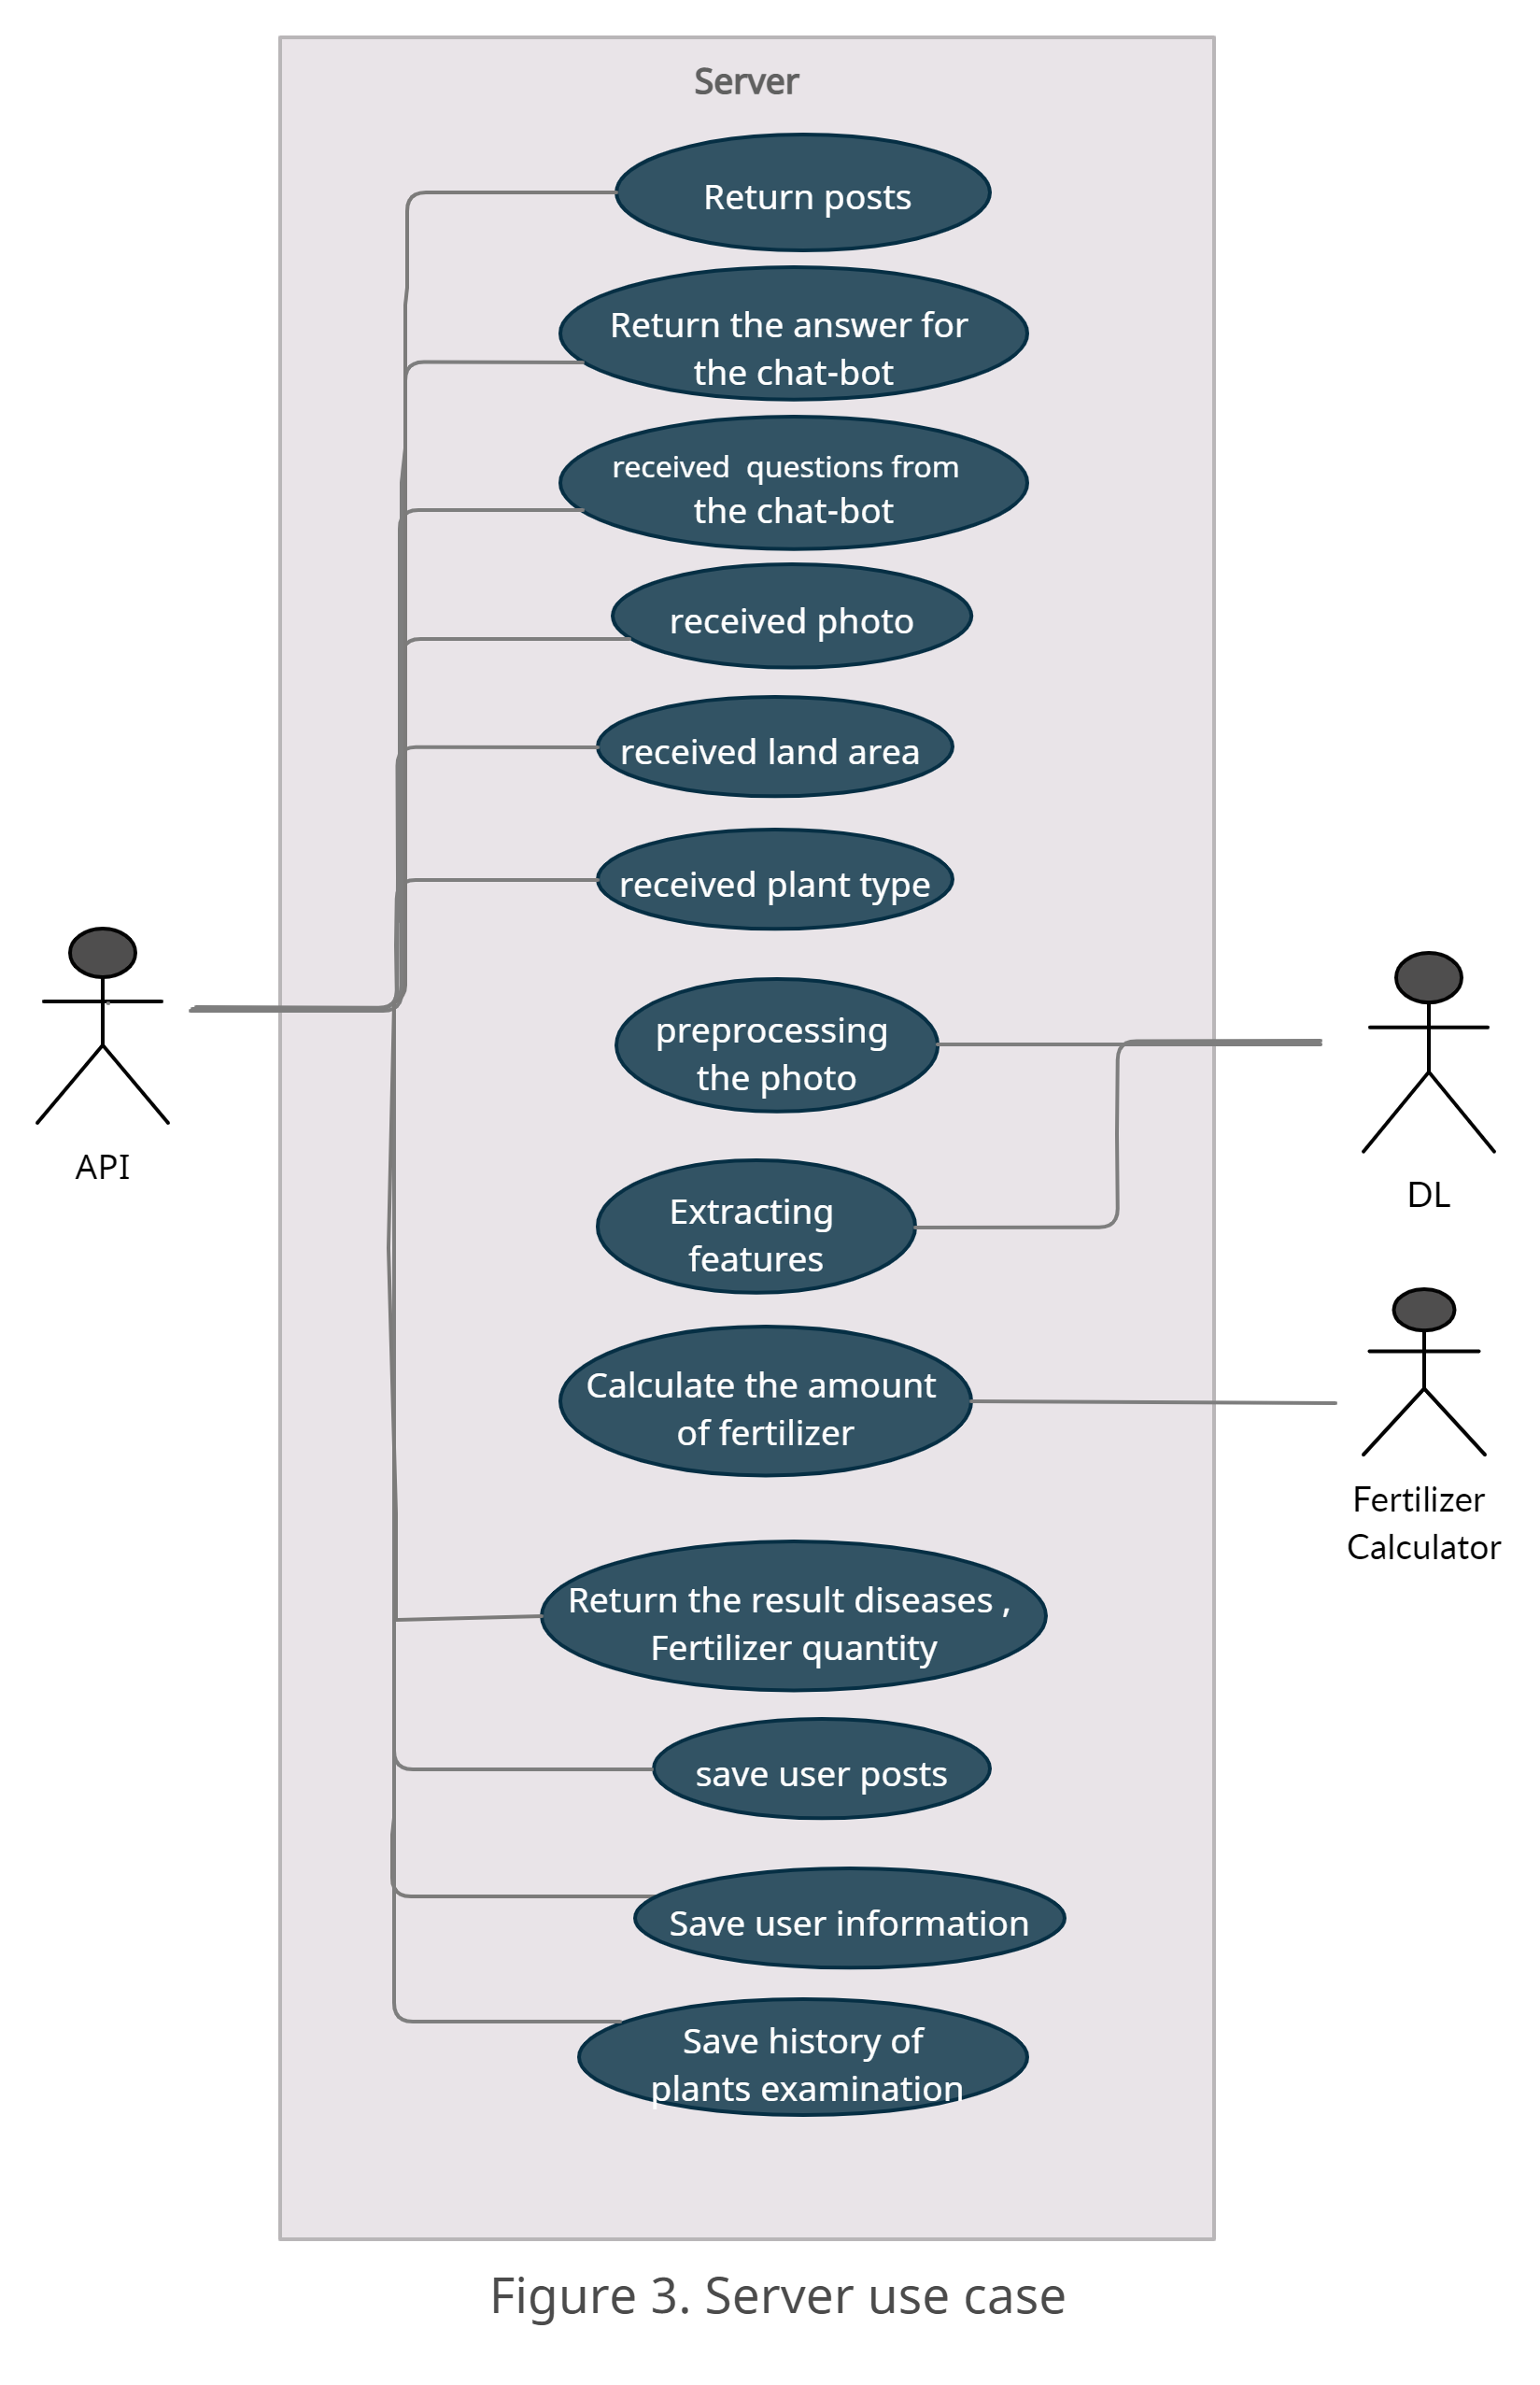 Server
Return posts
Return the answer for
the chat-bot
received questions from
the chat-bot
received photo
received land area
received plant type
preprocessing
the photo
API
DL
Extracting
features
Calculate the amount
of fertilizer
Fertilizer
Calculator
Return the result diseases ,
Fertilizer quantity
save user posts
Save user information
Save history of
plants examination
Figure 3. Server use case